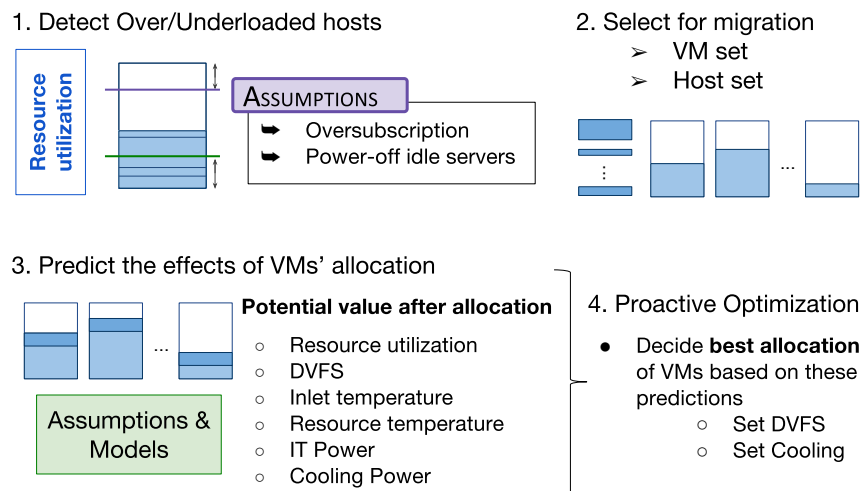 1. Detect Over/Underloaded hosts
Resource
utilization
ASSUMPTIONS
➥ Oversubscription
➥ Power-off idle servers
2. Select for migration
➢ VM set
➢ Host set
...
...
3. Predict the effects of VMs’ allocation
...
Assumptions &
Models
Potential value after allocation
○ Resource utilization
○ DVFS
○ Inlet temperature
○ Resource temperature
○ IT Power
○ Cooling Power
4. Proactive Optimization
● Decide best allocation
of VMs based on these
predictions
○ Set DVFS
○ Set Cooling